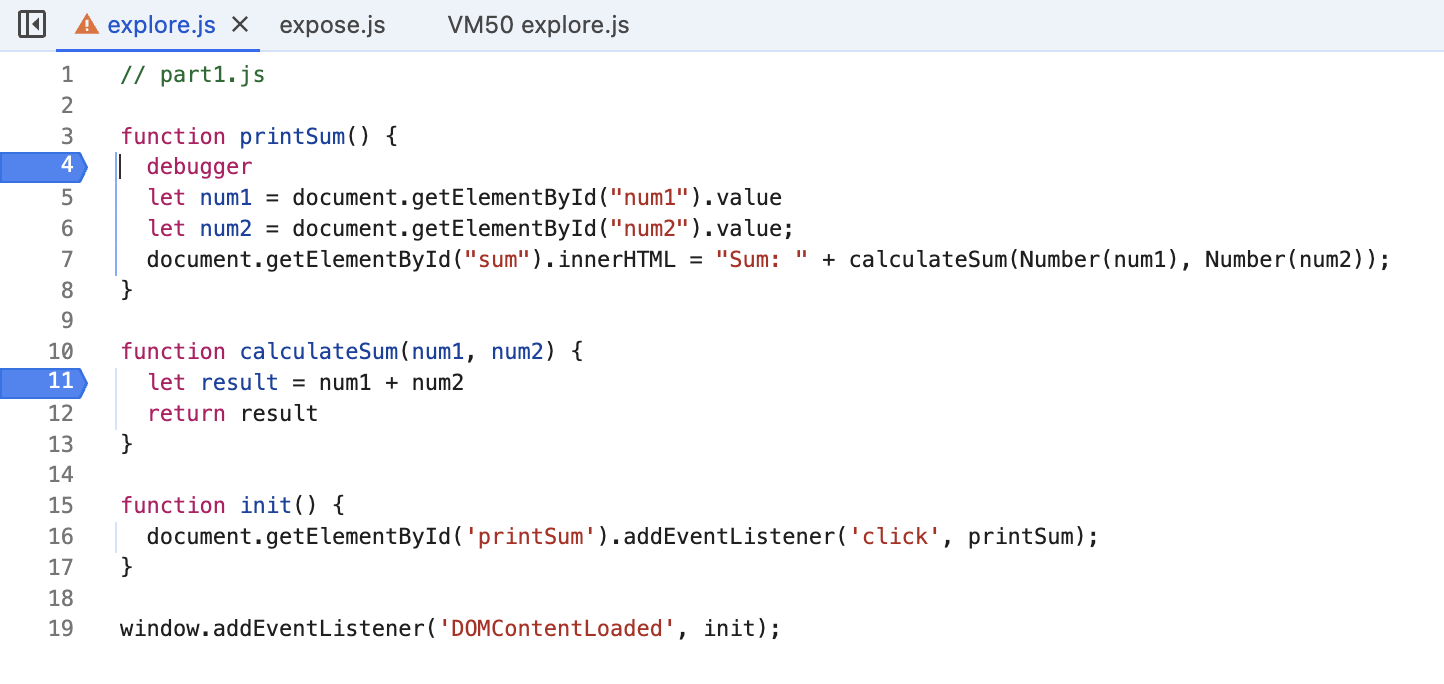 explore.js × expose.js VM50 explore.js
1 // part1.js
2
3 function printSum() {
4   debugger
5   let num1 = document.getElementById("num1").value
6   let num2 = document.getElementById("num2").value;
7   document.getElementById("sum").innerHTML = "Sum: " + calculateSum(Number(num1), Number(num2));
8 }
9
10 function calculateSum(num1, num2) {
11   let result = num1 + num2
12   return result
13 }
14
15 function init() {
16   document.getElementById('printSum').addEventListener('click', printSum);
17 }
18
19 window.addEventListener('DOMContentLoaded', init);